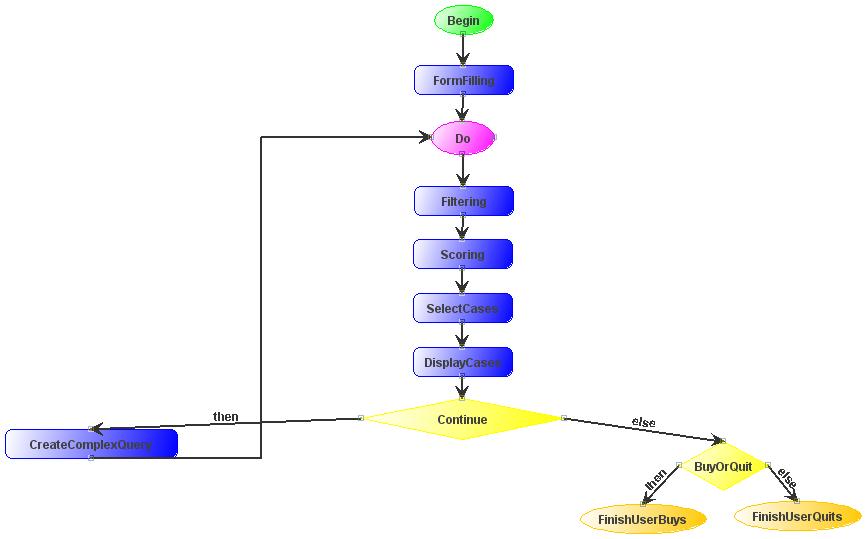 Begin
FormFilling
Do
Filtering
Scoring
SelectCases
DisplayCases
Continue
then
else
CreateComplexQuery
BuyOrQuit
then
else
FinishUserBuys
FinishUserQuits